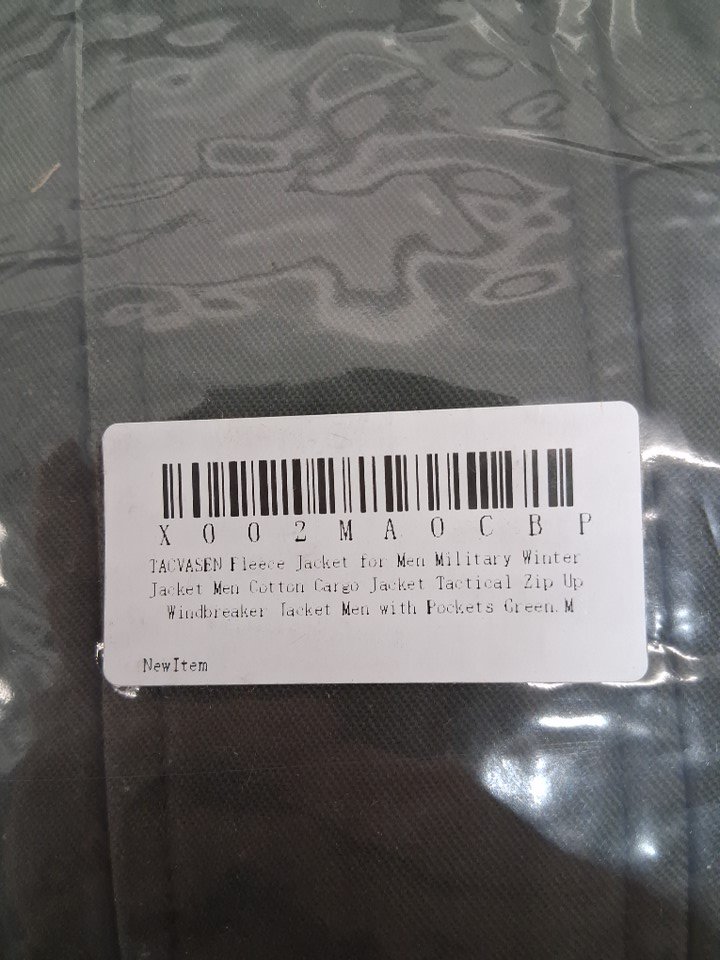 X002MAOCBP
TACVASEN Fleece Jacket for Men Military Winter
Jacket Men Cotton Cargo Jacket Tactical Zip Up
Windbreaker Jacket Men with Pockets Green.M
NewItem